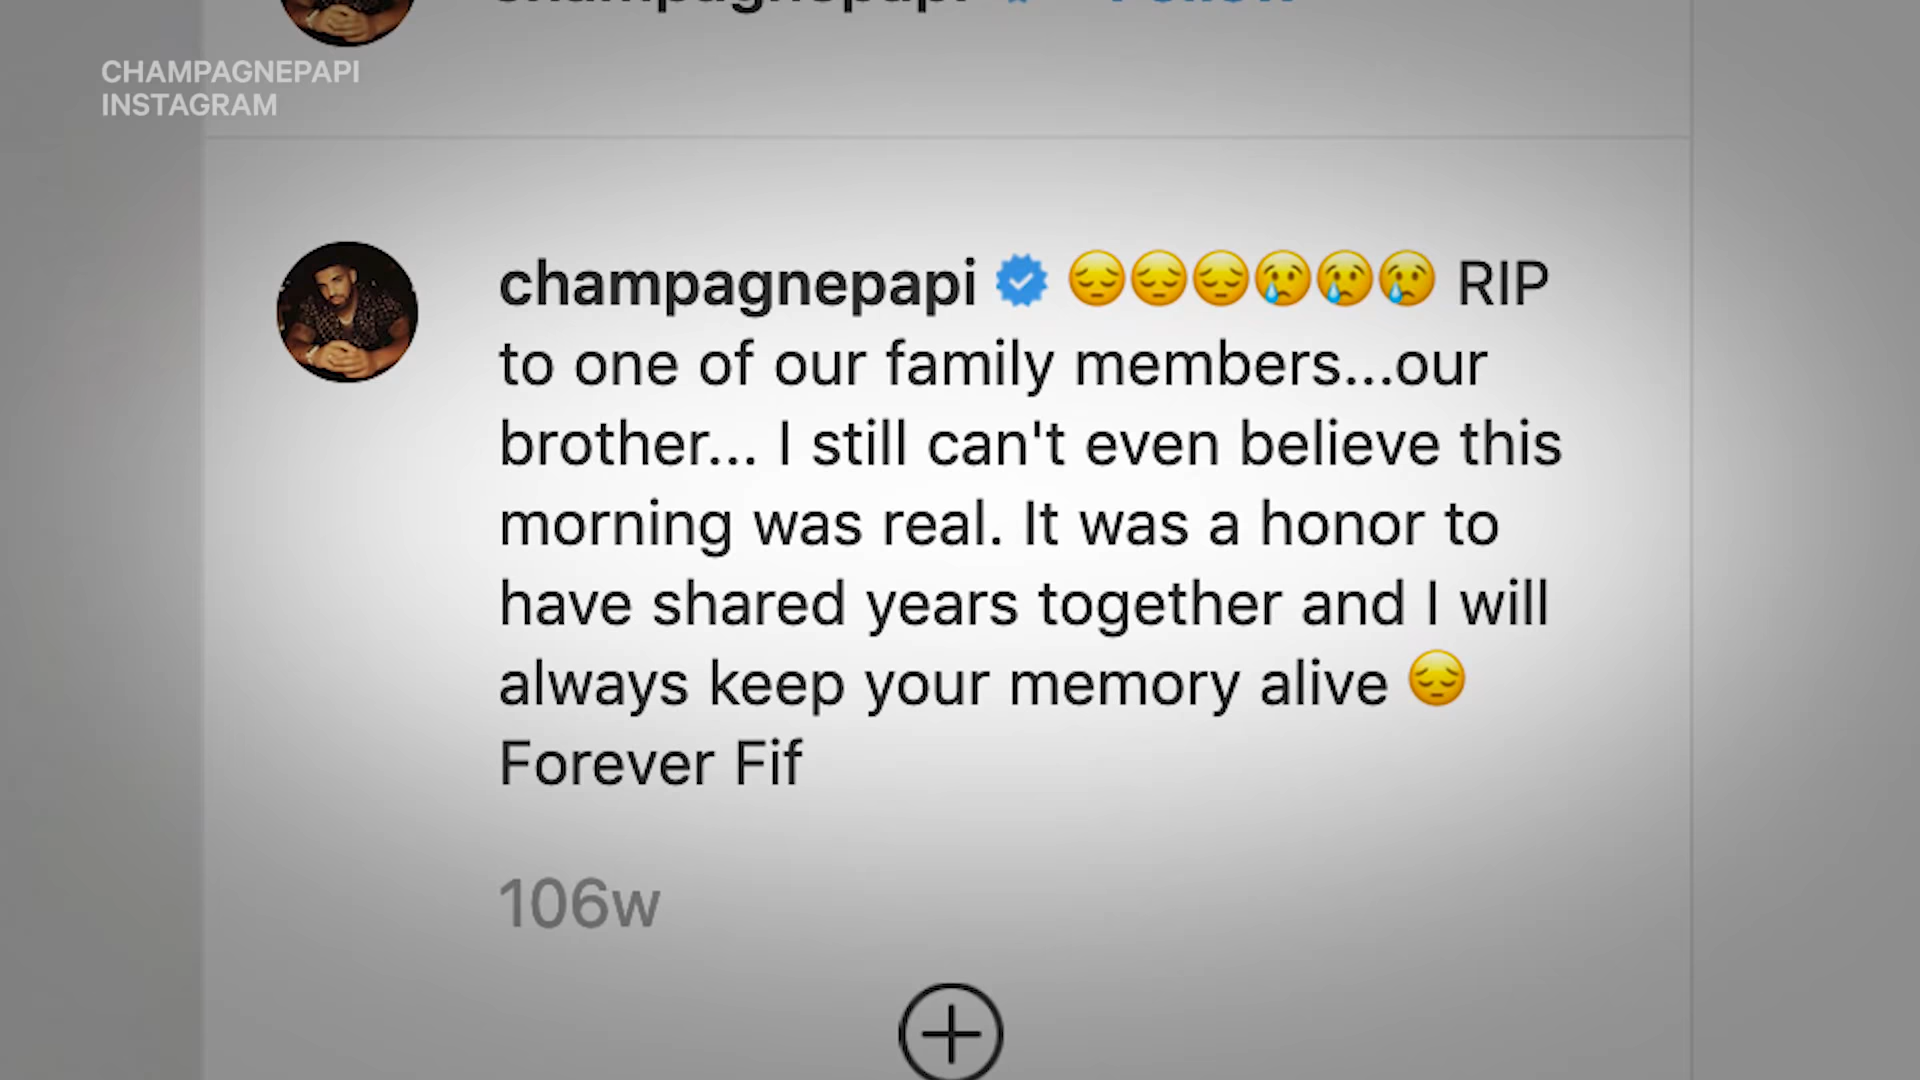 champagnepapi Follow
CHAMPAGNEPAPI
INSTAGRAM
champagnepapi 😔😔😔😢😢😢 RIP
to one of our family members...our
brother... I still can't even believe this
morning was real. It was a honor to
have shared years together and I will
always keep your memory alive 😔
Forever Fif
106w